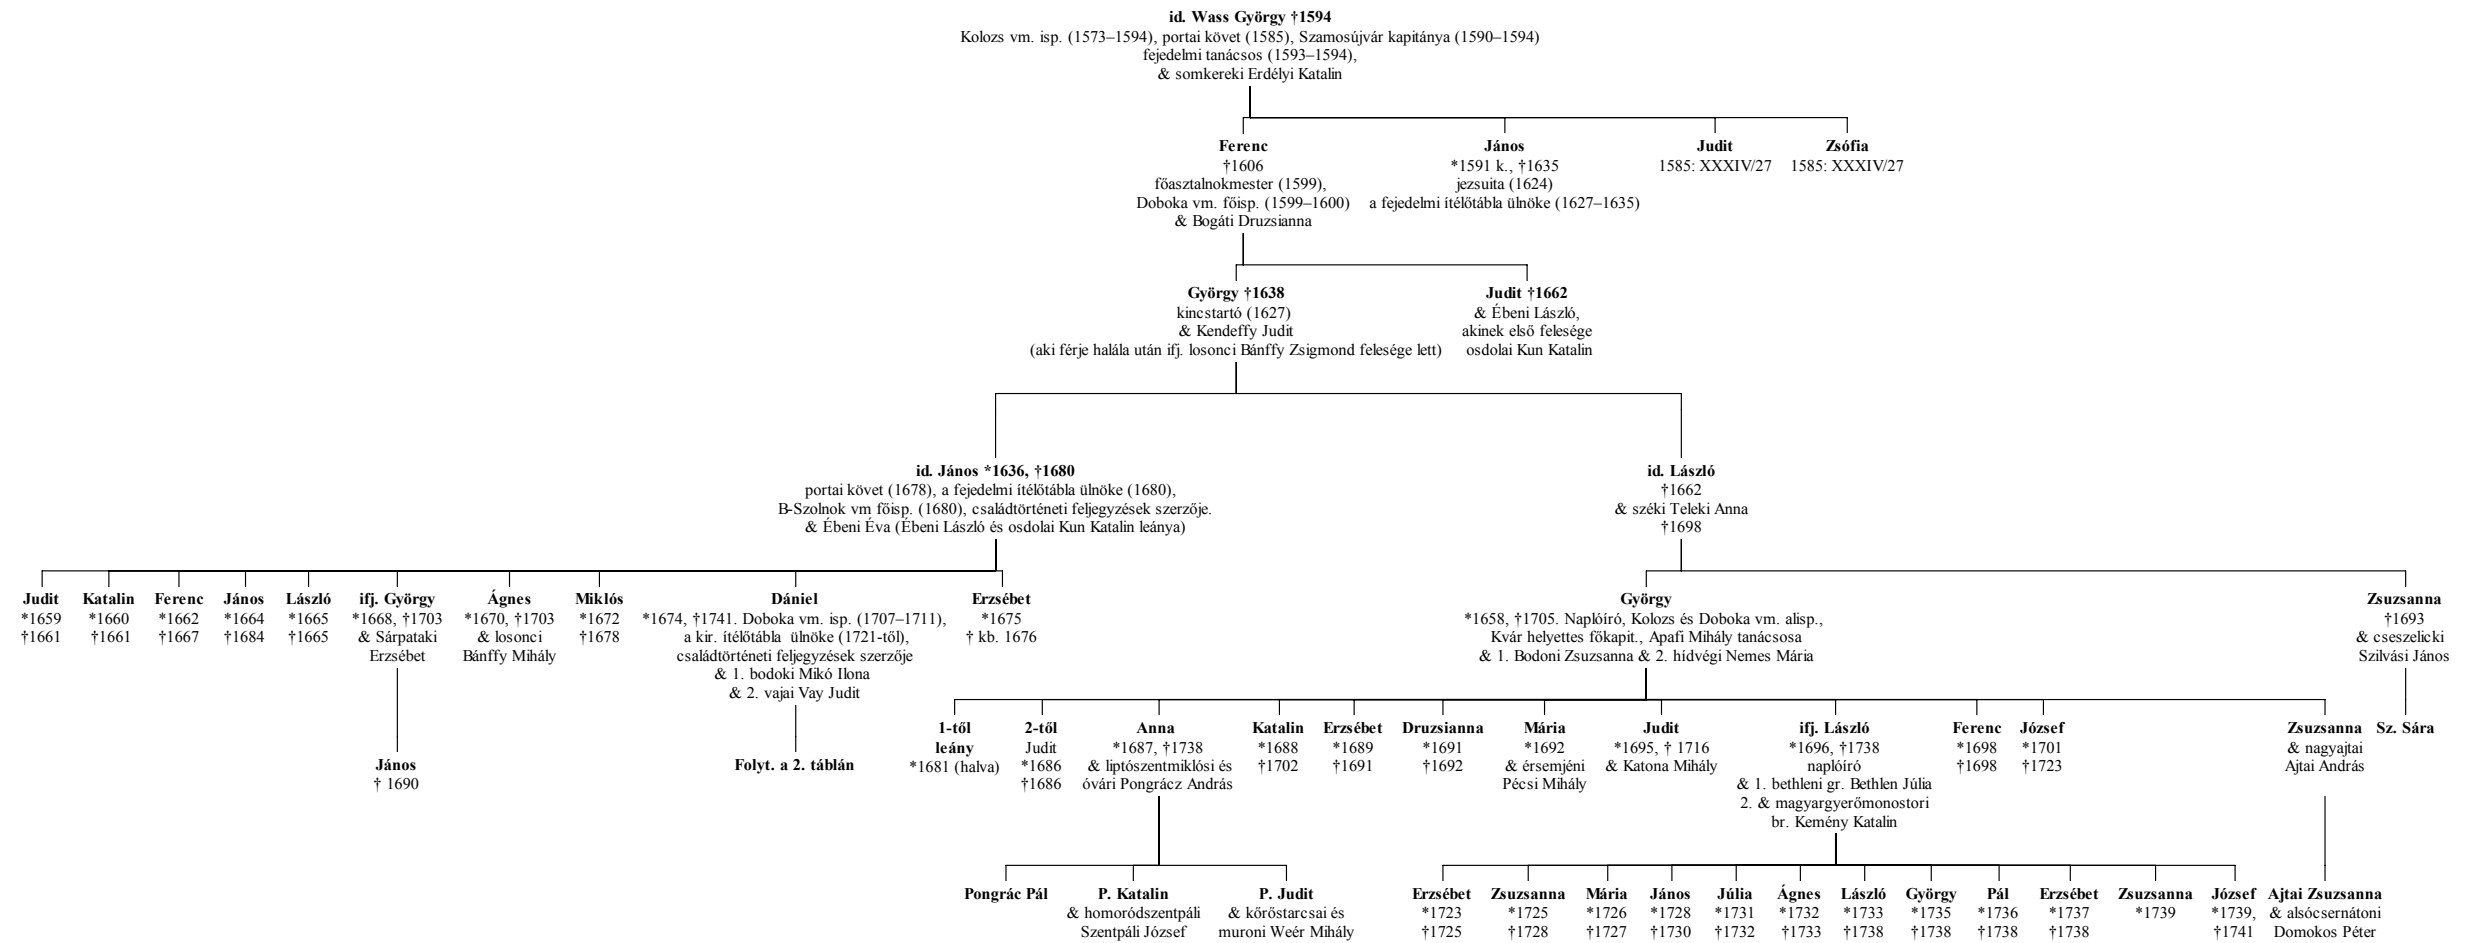 id. Wass György †1594
Kolozs vm. isp. (1573–1594), portai követ (1585), Szamosújvár kapitánya (1590–1594)
fejedelmi tanácsos (1593–1594),
& somkereki Erdélyi Katalin
Ferenc
†1606
főasztalnokmester (1599),
Doboka vm. főisp. (1599–1600)
& Bogáti Druzsianna
János
*1591 k., †1635
jezsuita (1624)
a fejedelmi ítélőtábla ülnöke (1627–1635)
Judit
1585: XXXIV/27
Zsófia
1585: XXXIV/27
György †1638
kincstartó (1627)
& Kendeffy Judit
(aki férje halála után ifj. losonci Bánffy Zsigmond felesége lett)
Judit †1662
& Ébeni László,
akinek első felesége
osdolai Kun Katalin
id. János *1636, †1680
portai követ (1678), a fejedelmi ítélőtábla ülnöke (1680),
B-Szolnok vm főisp. (1680), családtörténeti feljegyzések szerzője.
& Ébeni Éva (Ébeni László és osdolai Kun Katalin leánya)
id. László
†1662
& széki Teleki Anna
†1698
Judit
*1659
†1661
Katalin
*1660
†1661
Ferenc
*1662
†1667
János
*1664
†1684
László
*1665
†1665
ifj. György
*1668, †1703
& Sárpataki
Erzsébet
Ágnes
*1670, †1703
& losonci
Bánffy Mihály
Miklós
*1672
†1678
Dániel
*1674, †1741. Doboka vm. isp. (1707–1711),
a kir. ítélőtábla ülnöke (1721-től),
családtörténeti feljegyzések szerzője
& 1. bodoki Mikó Ilona
& 2. vajai Vay Judit
Erzsébet
*1675
† kb. 1676
György
*1658, †1705. Naplóíró, Kolozs és Doboka vm. alisp.,
Kvár helyettes főkapit., Apafi Mihály tanácsosa
& 1. Bodoni Zsuzsanna & 2. hídvégi Nemes Mária
Zsuzsanna
†1693
& cseszelicki
Szilvási János
János
† 1690
Folyt. a 2. táblán
1-től
leány
*1681 (halva)
2-től
Judit
*1686
†1686
Anna
*1687, †1738
& liptószentmiklósi és
óvári Pongrácz András
Katalin
*1688
†1702
Erzsébet
*1689
†1691
Druzsianna
*1691
†1692
Mária
*1692
& érsemjéni
Pécsi Mihály
Judit
*1695, † 1716
& Katona Mihály
ifj. László
*1696, †1738
naplóíró
& 1. bethleni gr. Bethlen Júlia
2. & magyargyerőmonostori
br. Kemény Katalin
Ferenc
*1698
†1698
József
*1701
†1723
Zsuzsanna
& nagyajtai
Ajtai András
Sz. Sára
Pongrác Pál
P. Katalin
& homoródszentpáli
Szentpáli József
P. Judit
& kőröstarcsai és
muroni Weér Mihály
Erzsébet
*1723
†1725
Zsuzsanna
*1725
†1728
Mária
*1726
†1727
János
*1728
†1730
Júlia
*1731
†1732
Ágnes
*1732
†1733
László
*1733
†1738
György
*1735
†1738
Pál
*1736
†1738
Erzsébet
*1737
†1738
Zsuzsanna
*1739
József
*1739,
†1741
Ajtai Zsuzsanna
& alsócsernátoni
Domokos Péter